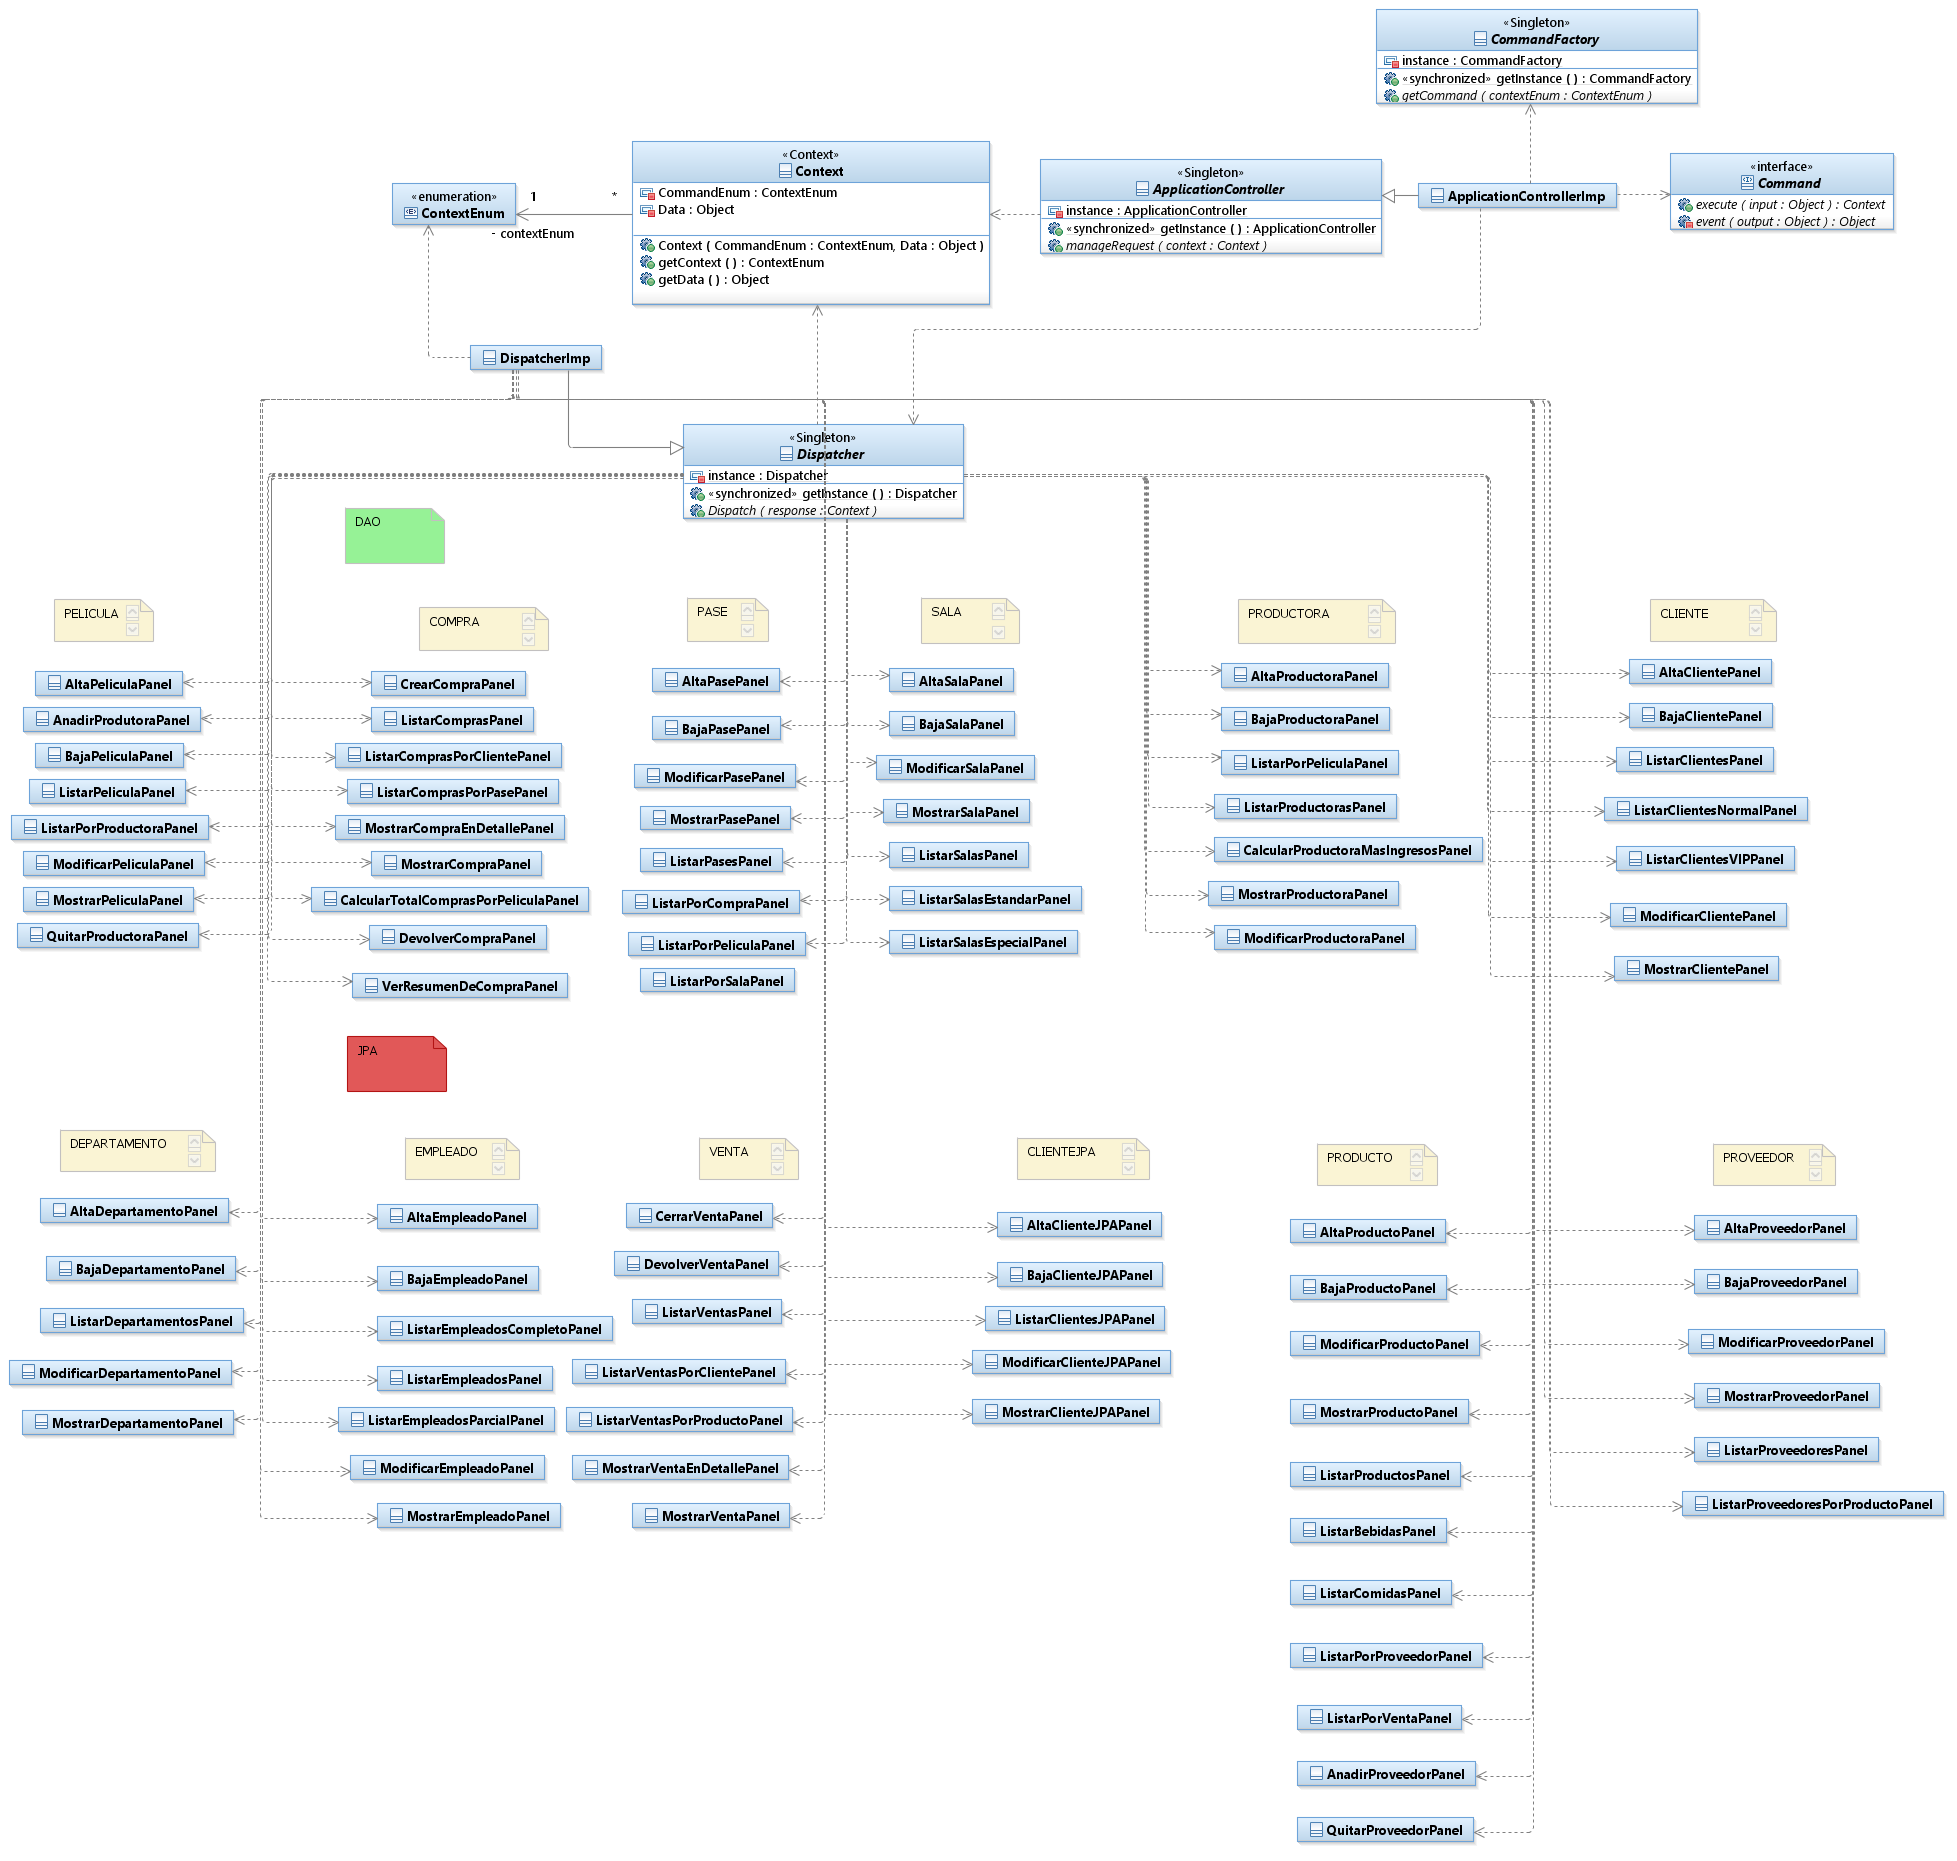 «Singleton»
CommandFactory
instance : CommandFactory
«synchronized» getInstance ( ) : CommandFactory
getCommand ( contextEnum : ContextEnum )
«Context»
Context
CommandEnum : ContextEnum
Data : Object
Context ( CommandEnum : ContextEnum, Data : Object )
getContext ( ) : ContextEnum
getData ( ) : Object
«enumeration»
ContextEnum
1
*
- contextEnum
«Singleton»
ApplicationController
instance : ApplicationController
«synchronized» getInstance ( ) : ApplicationController
manageRequest ( context : Context )
ApplicationControllerImp
«interface»
Command
execute ( input : Object ) : Context
event ( output : Object ) : Object
DispatcherImp
«Singleton»
Dispatcher
instance : Dispatcher
«synchronized» getInstance ( ) : Dispatcher
Dispatch ( response : Context )
DAO
PELICULA
AltaPeliculaPanel
AnadirProdutoraPanel
BajaPeliculaPanel
ListarPeliculaPanel
ListarPorProductoraPanel
ModificarPeliculaPanel
MostrarPeliculaPanel
QuitarProductoraPanel
COMPRA
CrearCompraPanel
ListarComprasPanel
ListarComprasPorClientePanel
ListarComprasPorPasePanel
MostrarCompraEnDetallePanel
MostrarCompraPanel
CalcularTotalComprasPorPeliculaPanel
DevolverCompraPanel
VerResumenDeCompraPanel
PASE
AltaPasePanel
BajaPasePanel
ModificarPasePanel
MostrarPasePanel
ListarPasesPanel
ListarPorCompraPanel
ListarPorPeliculaPanel
ListarPorSalaPanel
SALA
AltaSalaPanel
BajaSalaPanel
ModificarSalaPanel
MostrarSalaPanel
ListarSalasPanel
ListarSalasEstandarPanel
ListarSalasEspecialPanel
PRODUCTORA
AltaProductoraPanel
BajaProductoraPanel
ListarPorPeliculaPanel
ListarProductorasPanel
CalcularProductoraMasIngresosPanel
MostrarProductoraPanel
ModificarProductoraPanel
CLIENTE
AltaClientePanel
BajaClientePanel
ListarClientesPanel
ListarClientesNormalPanel
ListarClientesVIPPanel
ModificarClientePanel
MostrarClientePanel
JPA
DEPARTAMENTO
AltaDepartamentoPanel
BajaDepartamentoPanel
ListarDepartamentosPanel
ModificarDepartamentoPanel
MostrarDepartamentoPanel
EMPLEADO
AltaEmpleadoPanel
BajaEmpleadoPanel
ListarEmpleadosCompletoPanel
ListarEmpleadosPanel
ListarEmpleadosParcialPanel
ModificarEmpleadoPanel
MostrarEmpleadoPanel
VENTA
CerrarVentaPanel
DevolverVentaPanel
ListarVentasPanel
ListarVentasPorClientePanel
ListarVentasPorProductoPanel
MostrarVentaEnDetallePanel
MostrarVentaPanel
CLIENTEJPA
AltaClienteJPAPanel
BajaClienteJPAPanel
ListarClientesJPAPanel
ModificarClienteJPAPanel
MostrarClienteJPAPanel
PRODUCTO
AltaProductoPanel
BajaProductoPanel
ModificarProductoPanel
MostrarProductoPanel
ListarProductosPanel
ListarBebidasPanel
ListarComidasPanel
ListarPorProveedorPanel
ListarPorVentaPanel
AnadirProveedorPanel
QuitarProveedorPanel
PROVEEDOR
AltaProveedorPanel
BajaProveedorPanel
ModificarProveedorPanel
MostrarProveedorPanel
ListarProveedoresPanel
ListarProveedoresPorProductoPanel